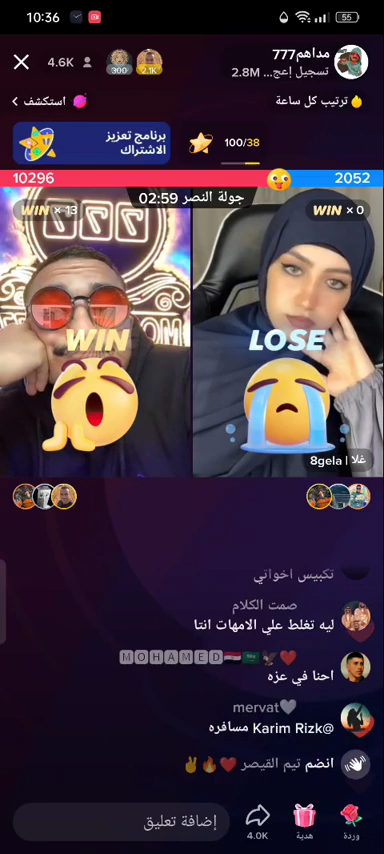 10:36
55
مداهم777
2.8M تسجيل إعج...
4.6K
300
2.1K
ترتيب كل ساعة
استكشف
100/38
برنامج تعزيز
الاشتراك
10296
2052
WIN × 13
جولة النصر 02:59
WIN × 0
777
WIN
LOSE
8gela | غلا
تكبيس اخواتي
صمت الكلام
ليه تغلط علي الامهات انتا
🄼🄾🄷🄰🄼🄴🄳🇪🇬🇸🇦🦅❤️
احنا في عزه
mervat🩶
@Karim Rizk مسافره
انضم تيم القيصر ❤️🔥✌️
إضافة تعليق
4.0K
هدية
وردة